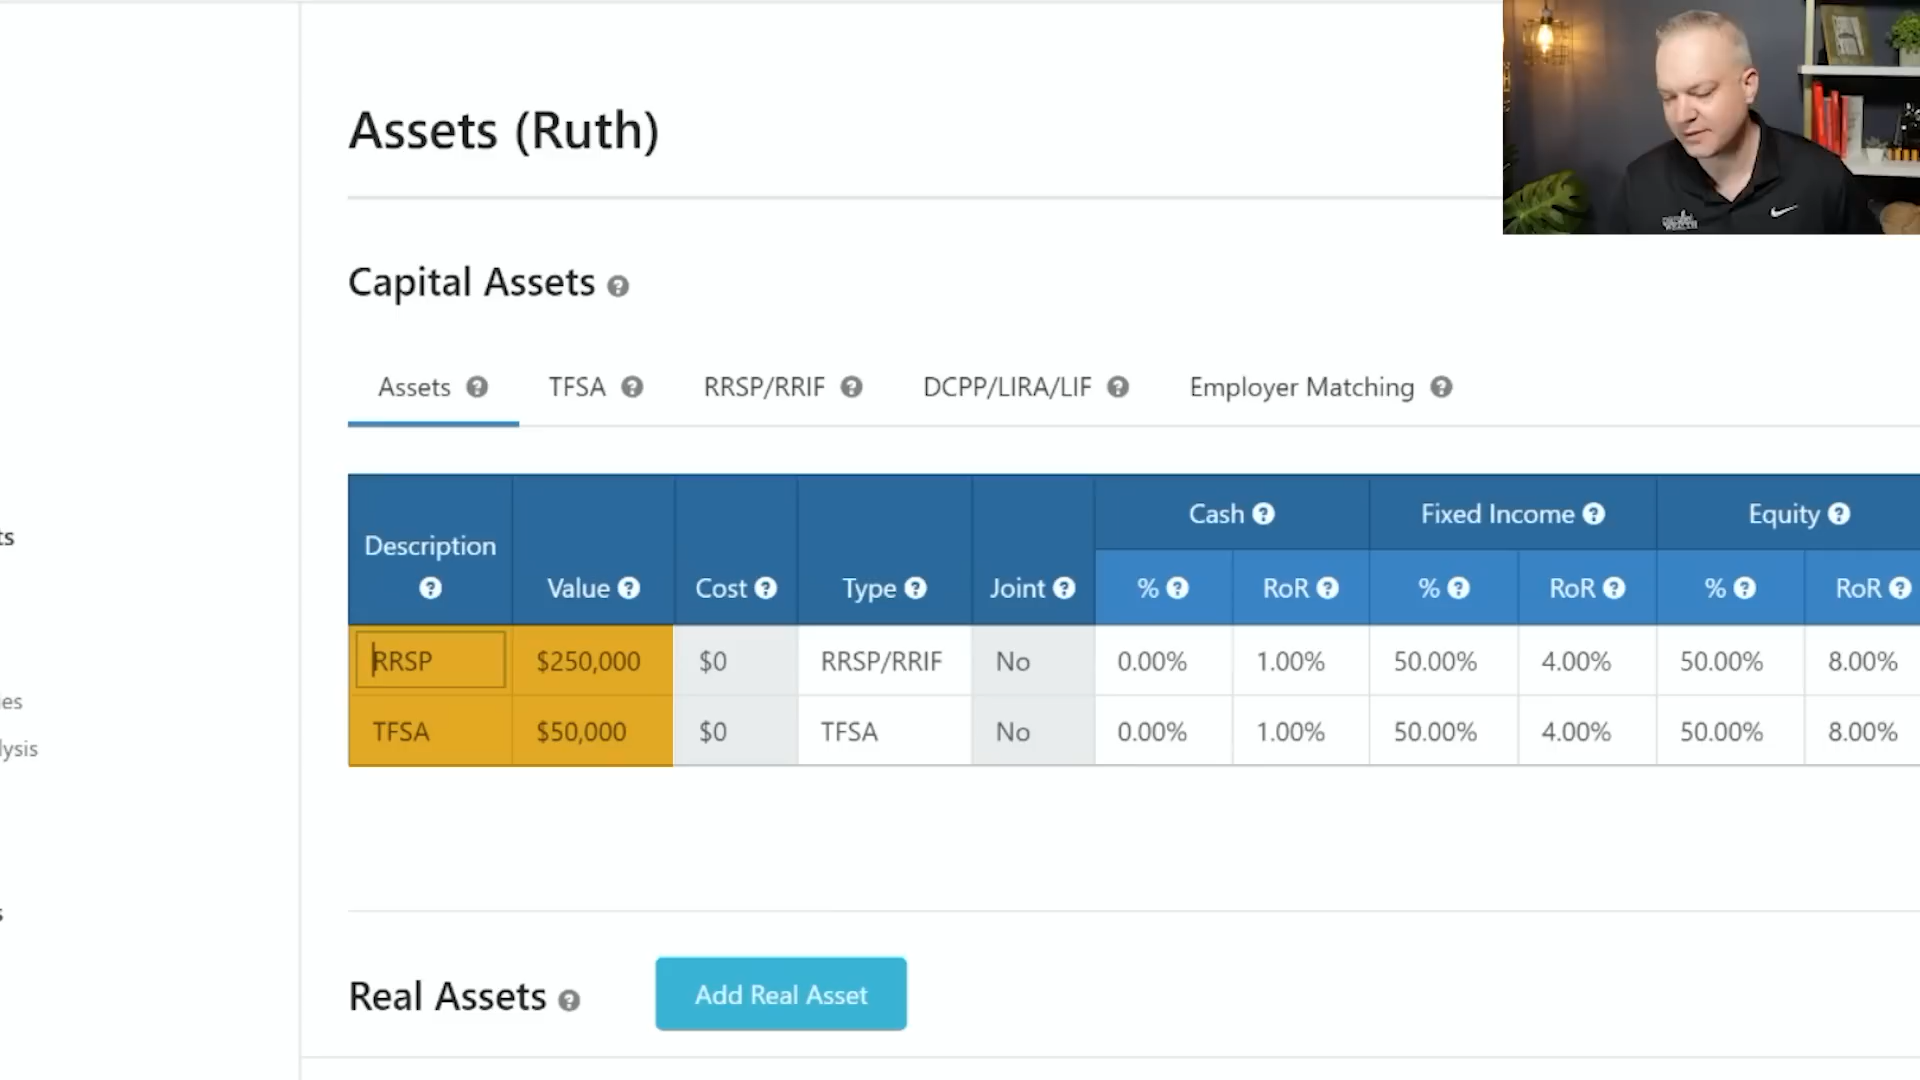 Assets (Ruth)
Capital Assets ?
Assets ? TFSA ? RRSP/RRIF ? DCPP/LIRA/LIF ? Employer Matching ?
Cash ? Fixed Income ? Equity ?
Description ? Value ? Cost ? Type ? Joint ? % ? RoR ? % ? RoR ? % ? RoR ?
RRSP $250,000 $0 RRSP/RRIF No 0.00% 1.00% 50.00% 4.00% 50.00% 8.00%
TFSA $50,000 $0 TFSA No 0.00% 1.00% 50.00% 4.00% 50.00% 8.00%
ts
ies
lysis
s
Real Assets ? Add Real Asset